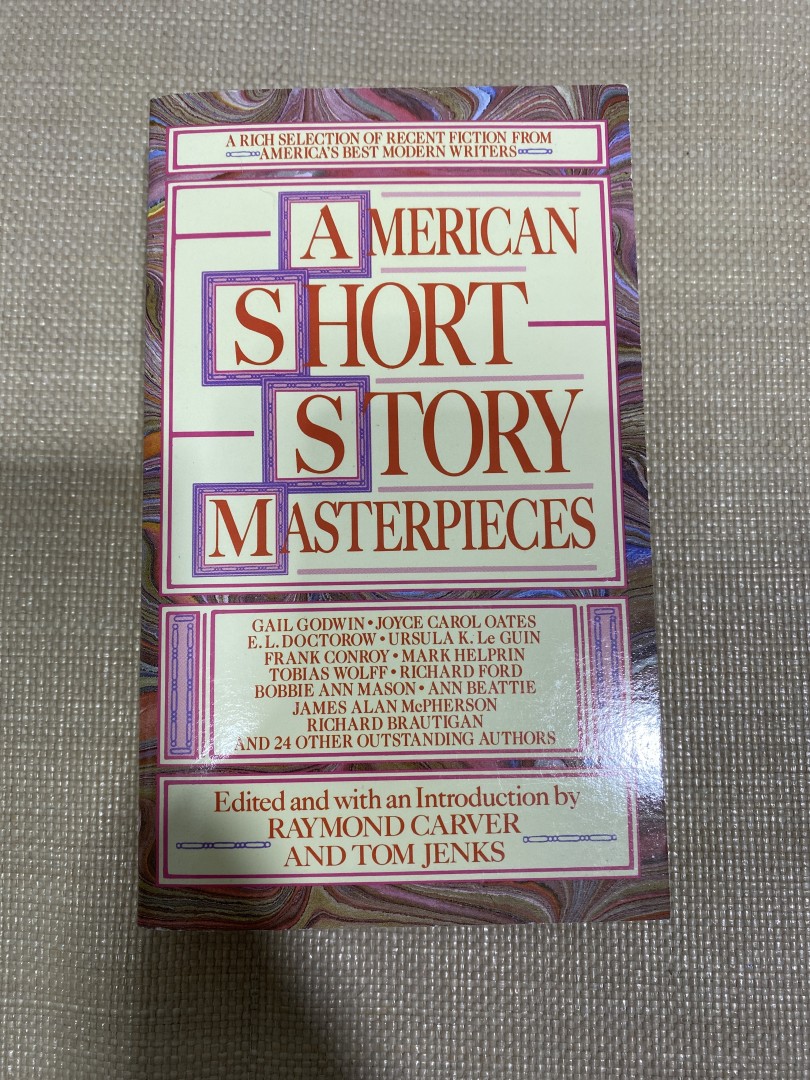 A RICH SELECTION OF RECENT FICTION FROM
AMERICA'S BEST MODERN WRITERS
AMERICAN
SHORT
STORY
MASTERPIECES
GAIL GODWIN • JOYCE CAROL OATES
E. L. DOCTOROW • URSULA K. Le GUIN
FRANK CONROY • MARK HELPRIN
TOBIAS WOLFF • RICHARD FORD
BOBBIE ANN MASON • ANN BEATTIE
JAMES ALAN McPHERSON
RICHARD BRAUTIGAN
AND 24 OTHER OUTSTANDING AUTHORS
Edited and with an Introduction by
RAYMOND CARVER
AND TOM JENKS